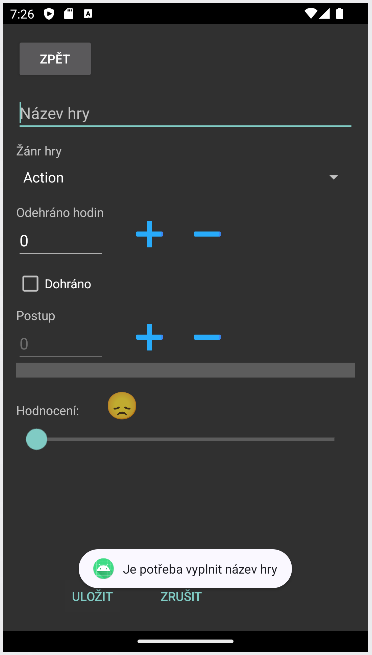 7:26
ZPĚT
Název hry
Žánr hry
Action
Odehráno hodin
0
Dohráno
Postup
0
Hodnocení:
Je potřeba vyplnit název hry
ULOŽIT ZRUŠIT